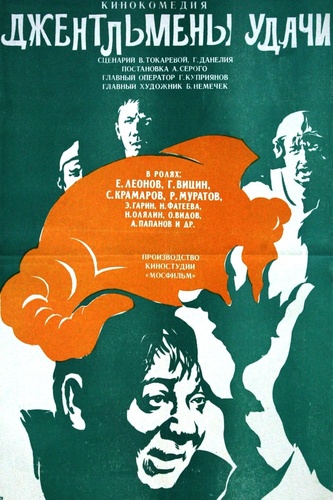 КИНОКОМЕДИЯ
ДЖЕНТЛЬМЕНЫ УДАЧИ
СЦЕНАРИЙ В. ТОКАРЕВОЙ, Г. ДАНЕЛИЯ
ПОСТАНОВКА А. СЕРОГО
ГЛАВНЫЙ ОПЕРАТОР Г. КУПРИЯНОВ
ГЛАВНЫЙ ХУДОЖНИК Б. НЕМЕЧЕК
В РОЛЯХ:
Е. ЛЕОНОВ, Г. ВИЦИН,
С. КРАМАРОВ, Р. МУРАТОВ,
Э. ГАРИН, Н. ФАТЕЕВА,
Н. ОЛЯЛИН, О. ВИДОВ,
А. ПАПАНОВ И ДР.
ПРОИЗВОДСТВО
КИНОСТУДИИ
«МОСФИЛЬМ»